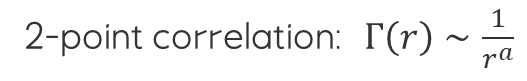 2-point correlation: Γ(r) ~ 1/r^a